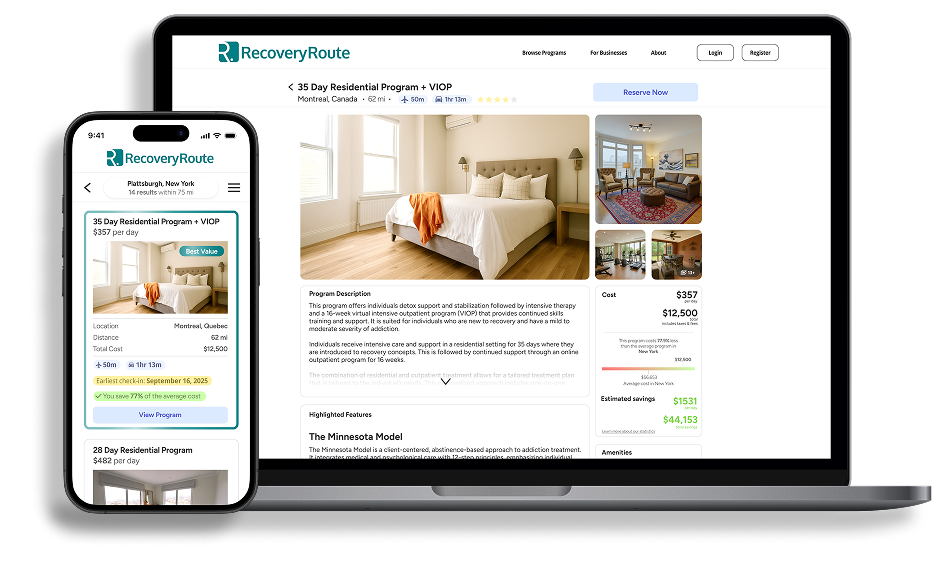 RecoveryRoute
Browse Programs
For Businesses
About
Login
Register
35 Day Residential Program + VIOP
Montreal, Canada • 62 mi •
50m
1hr 13m
Reserve Now
13+
Program Description
This program offers individuals detox support and stabilization followed by intensive therapy
and a 16-week virtual intensive outpatient program (VIOP) that provides continued skills
training and support. It is suited for individuals who are new to recovery and have a mild to
moderate severity of addiction.
Individuals receive intensive care and support in a residential setting for 35 days where they
are introduced to recovery concepts. This is followed by continued support through an online
outpatient program for 16 weeks.
The combination of residential and outpatient treatment allows for a tailored treatment plan
Highlighted Features
The Minnesota Model
The Minnesota Model is a client-centered, abstinence-based approach to addiction treatment.
It integrates medical and psychological care with 12-step principles, emphasizing individual
Cost
$357
per day
$12,500
total
includes taxes & fees
This program costs 77.9% less
than the average program in
New York
$12,500
$56,653
Average cost in New York
Estimated savings
$1531
per day
$44,153
total savings
Learn more about our statistics
Amenities
9:41
RecoveryRoute
Plattsburgh, New York
14 results within 75 mi
35 Day Residential Program + VIOP
$357 per day
Best Value
Location Montreal, Quebec
Distance 62 mi
Total Cost $12,500
50m 1hr 13m
Earliest check-in: September 16, 2025
You save 77% of the average cost
View Program
28 Day Residential Program
$482 per day